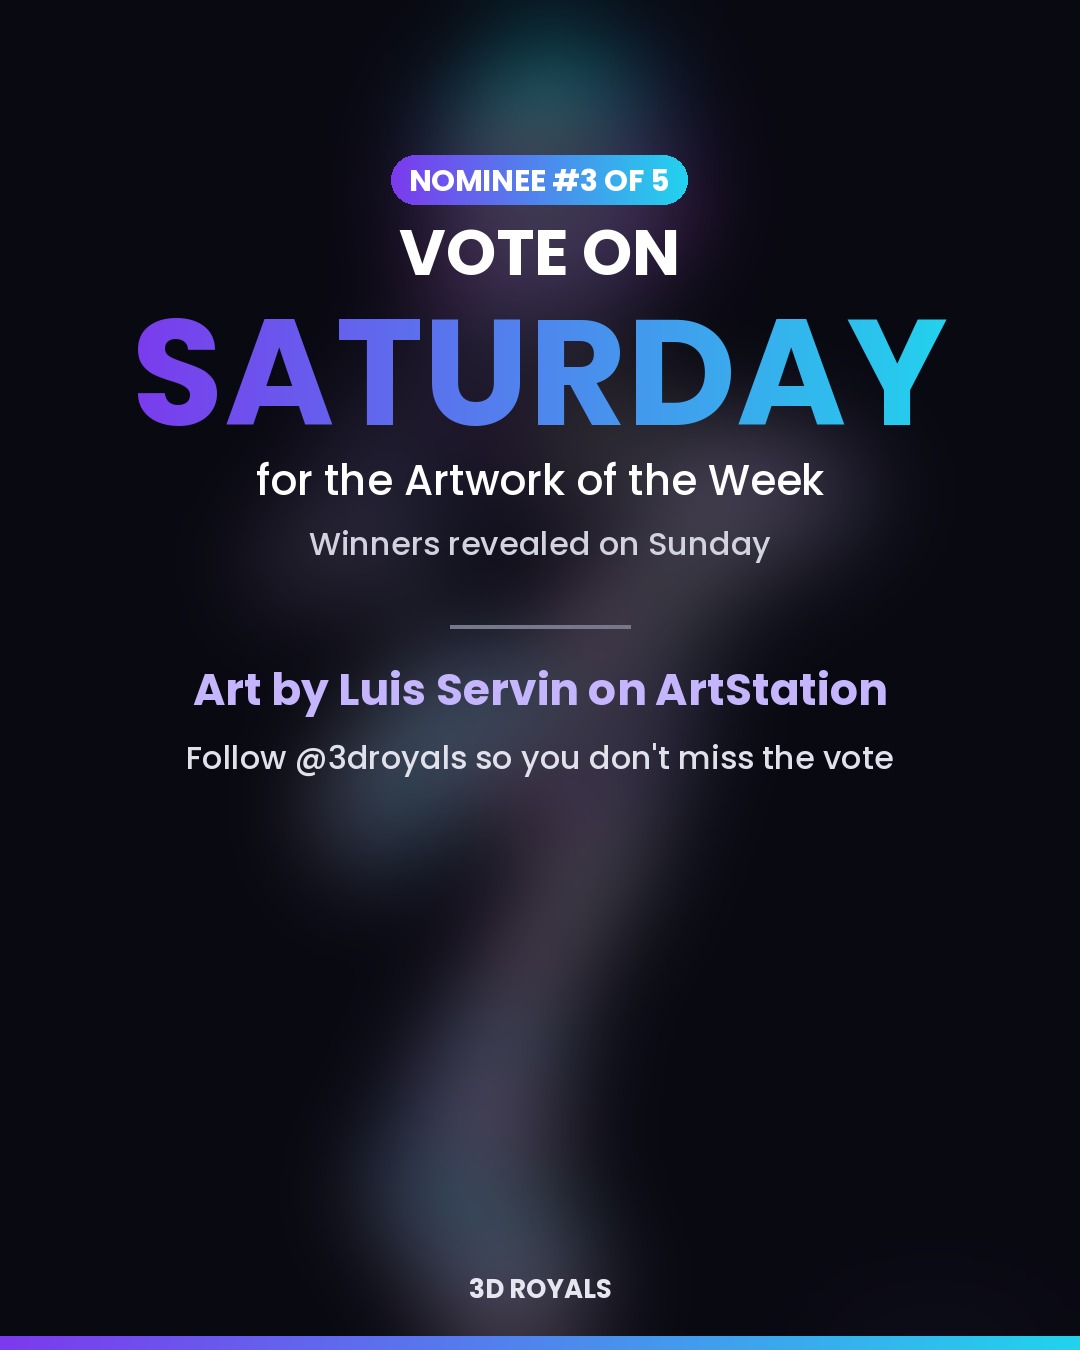 NOMINEE #3 OF 5
VOTE ON
SATURDAY
for the Artwork of the Week
Winners revealed on Sunday
Art by Luis Servin on ArtStation
Follow @3droyals so you don't miss the vote
3D ROYALS